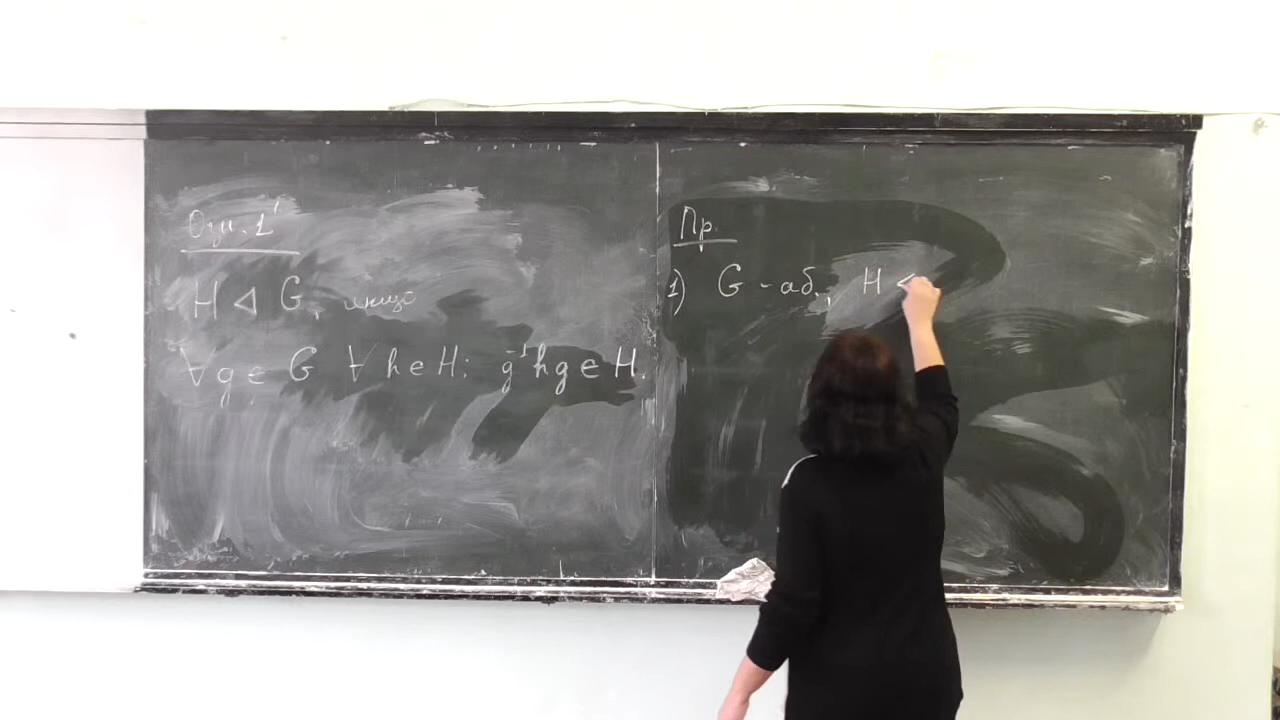 Озн. 1'
H ⊲ G, якщо
∀ g ∈ G ∀ h ∈ H: g⁻¹hg ∈ H.
Пр.
1) G - аб., H <